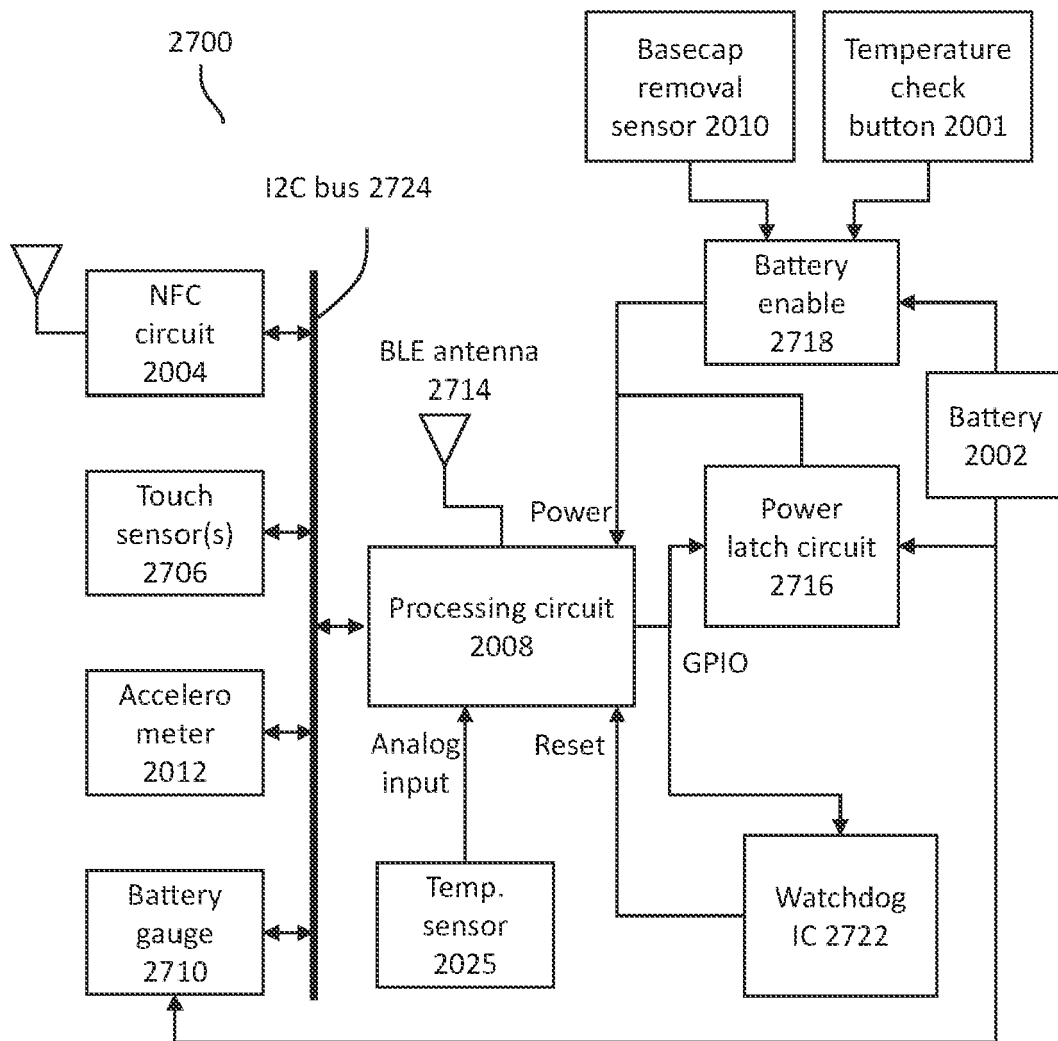 2700
Basecap
removal
sensor 2010
Temperature
check
button 2001
I2C bus 2724
NFC
circuit
2004
BLE antenna
2714
Battery
enable
2718
Battery
2002
Touch
sensor(s)
2706
Power
Power
latch circuit
2716
Processing circuit
2008
GPIO
Accelero
meter
2012
Analog
input
Reset
Battery
gauge
2710
Temp.
sensor
2025
Watchdog
IC 2722